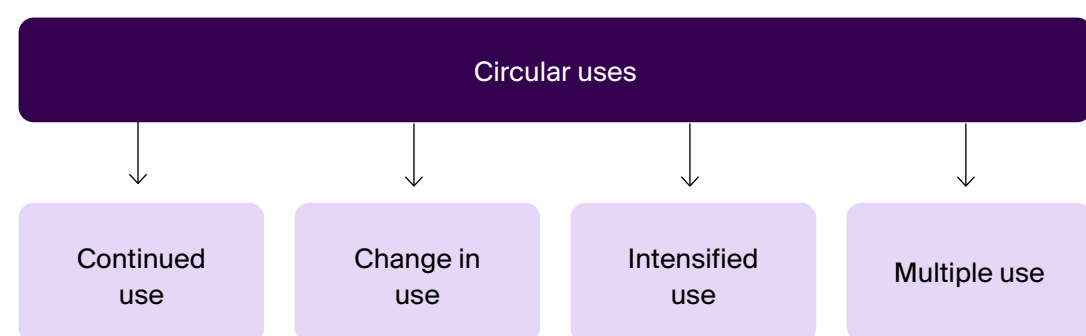 Circular uses
Continued
use
Change in
use
Intensified
use
Multiple use